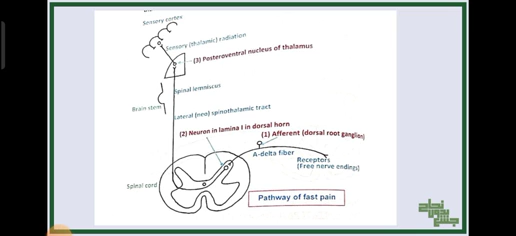 Sensory cortex
Sensory (thalamic) radiation
(3) Posteroventral nucleus of thalamus
Spinal lemniscus
Brain stem
Lateral (neo) spinothalamic tract
(2) Neuron in lamina I in dorsal horn
(1) Afferent (dorsal root ganglion)
A-delta fiber
Receptors
(Free nerve endings)
Spinal cord
Pathway of fast pain